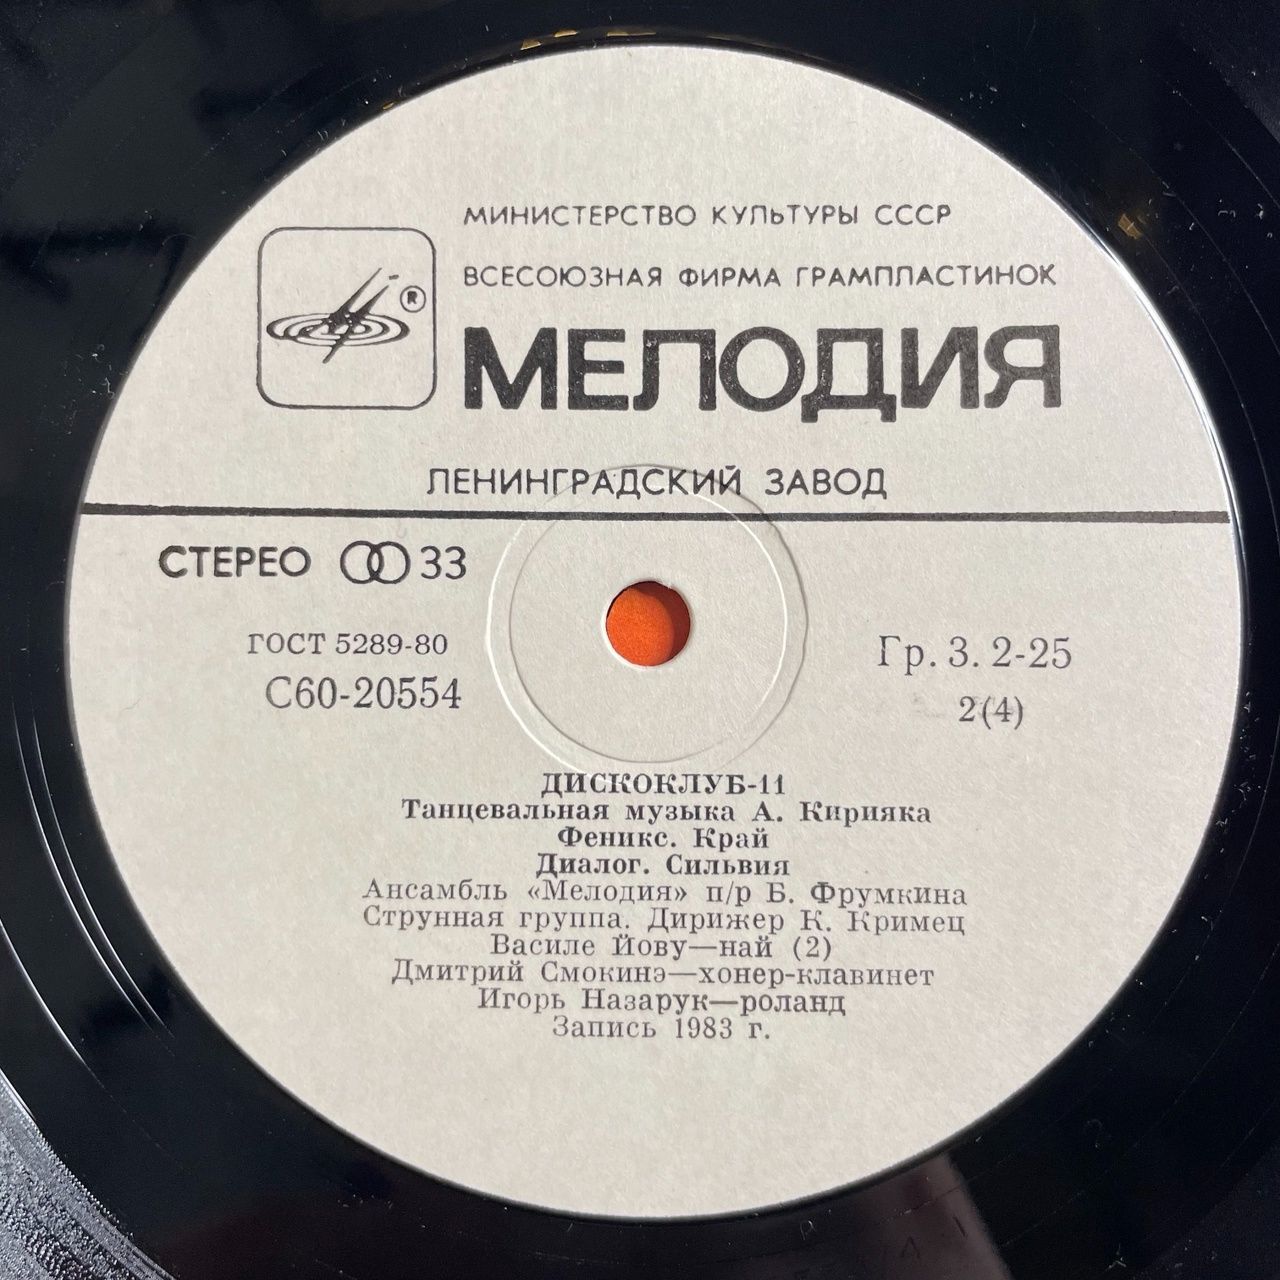 МИНИСТЕРСТВО КУЛЬТУРЫ СССР
ВСЕСОЮЗНАЯ ФИРМА ГРАМПЛАСТИНОК
®
МЕЛОДИЯ
ЛЕНИНГРАДСКИЙ ЗАВОД
СТЕРЕО 33
ГОСТ 5289-80
Гр. 3. 2-25
С60-20554
2(4)
ДИСКОКЛУБ-11
Танцевальная музыка А. Кирияка
Феникс. Край
Диалог. Сильвия
Ансамбль «Мелодия» п/р Б. Фрумкина
Струнная группа. Дирижер К. Кримец
Василе Йову—най (2)
Дмитрий Смокинэ—хонер-клавинет
Игорь Назарук—роланд
Запись 1983 г.